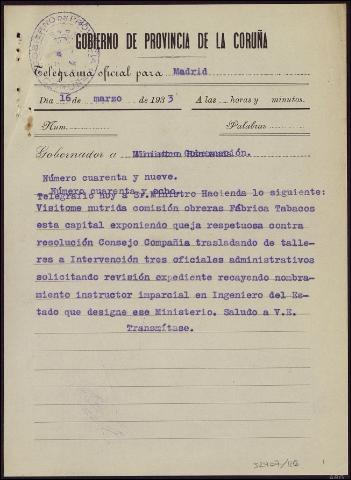 GOBIERNO DE PROVINCIA DE LA CORUÑA
Telegrama oficial para Madrid
Dia 16 de marzo de 1933 A las horas y minutos.
Núm. Palabras
Gobernador a Ministro Gobernación.
Número cuarenta y nueve.
Número cuarenta y ocho.
Telegrafio hoy a Sr. Ministro Hacienda lo siguiente:
Visitome nutrida comisión obreras Fábrica Tabacos
esta capital exponiendo queja respetuosa contra
resolución Consejo Compañia trasladando de talle-
res a Intervención tres oficiales administrativos
solicitando revisión expediente recayendo nombra-
miento instructor imparcial en Ingeniero del Es-
tado que designe ese Ministerio. Saludo a V.E.
Transmítase.